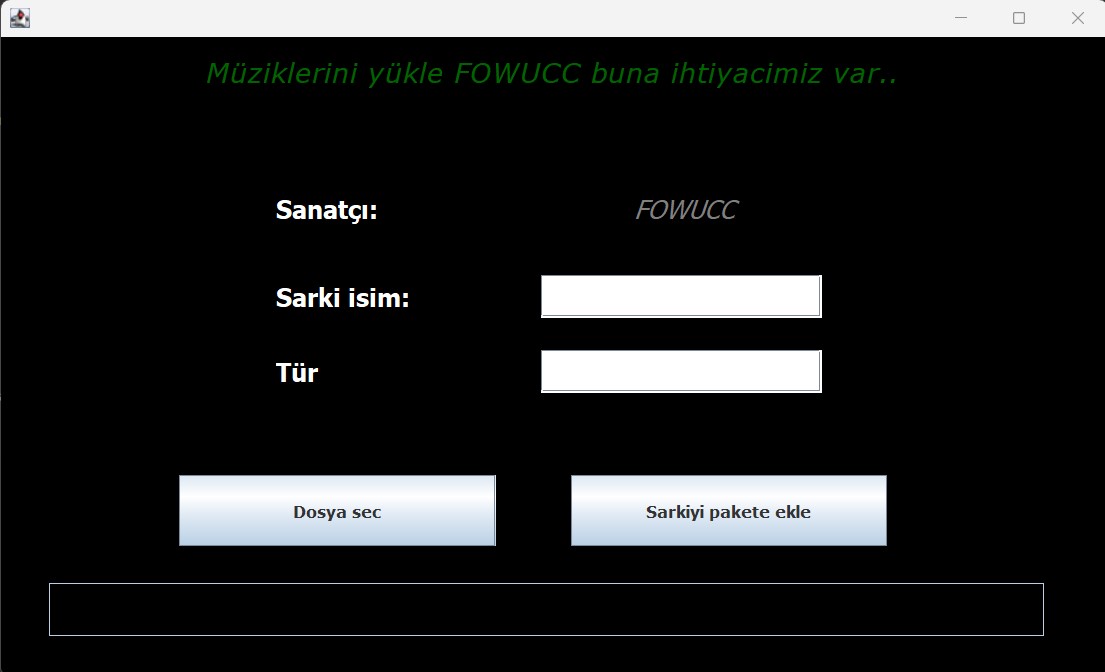 Müziklerini yükle FOWUCC buna ihtiyacimiz var..
Sanatçı: FOWUCC
Sarki isim:
Tür
Dosya sec Sarkiyi pakete ekle